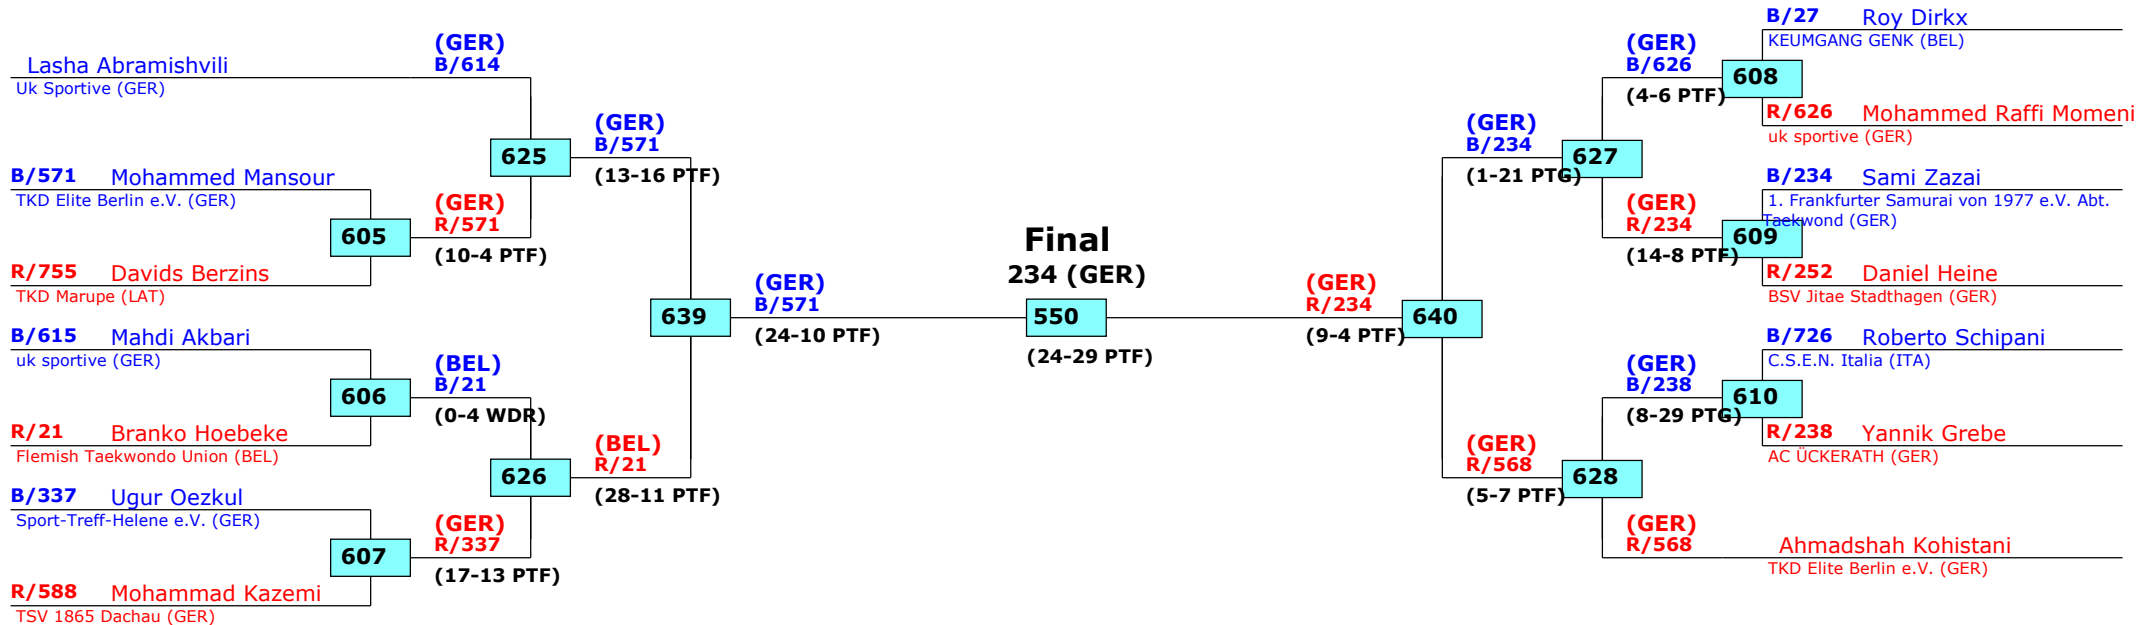 Lasha Abramishvili
Uk Sportive (GER)
(GER)
B/614
B/571 Mohammed Mansour
TKD Elite Berlin e.V. (GER)
605
R/755 Davids Berzins
TKD Marupe (LAT)
(GER)
R/571
(10-4 PTF)
625
(GER)
B/571
(13-16 PTF)
B/615 Mahdi Akbari
uk sportive (GER)
606
R/21 Branko Hoebeke
Flemish Taekwondo Union (BEL)
(BEL)
B/21
(0-4 WDR)
B/337 Ugur Oezkul
Sport-Treff-Helene e.V. (GER)
607
R/588 Mohammad Kazemi
TSV 1865 Dachau (GER)
(GER)
R/337
(17-13 PTF)
626
(BEL)
R/21
(28-11 PTF)
639
(GER)
B/571
(24-10 PTF)
Final
234 (GER)
550
(24-29 PTF)
(GER)
R/234
(9-4 PTF)
640
(GER)
B/234
(1-21 PTG)
627
(GER)
B/626
(4-6 PTF)
608
B/27 Roy Dirkx
KEUMGANG GENK (BEL)
R/626 Mohammed Raffi Momeni
uk sportive (GER)
(GER)
R/234
(14-8 PTF)
609
B/234 Sami Zazai
1. Frankfurter Samurai von 1977 e.V. Abt.
Taekwond (GER)
R/252 Daniel Heine
BSV Jitae Stadthagen (GER)
(GER)
R/568
(5-7 PTF)
628
(GER)
B/238
(8-29 PTG)
610
B/726 Roberto Schipani
C.S.E.N. Italia (ITA)
R/238 Yannik Grebe
AC ÜCKERATH (GER)
(GER)
R/568
Ahmadshah Kohistani
TKD Elite Berlin e.V. (GER)